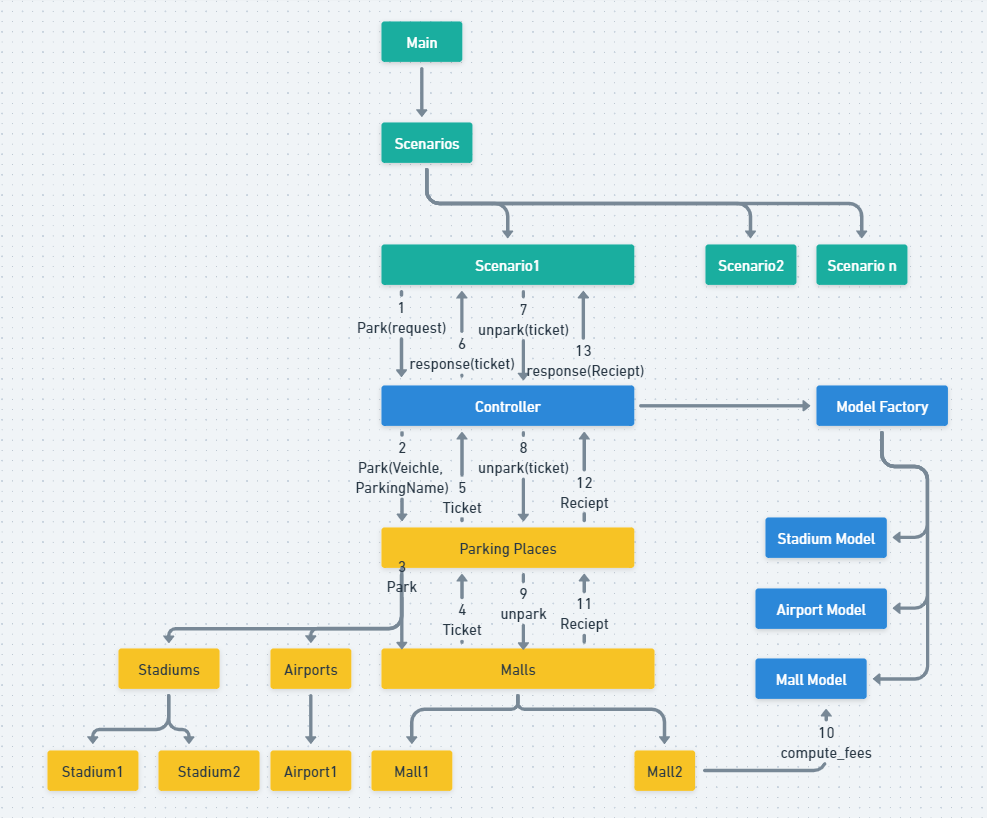 Main
Scenarios
Scenario1
Scenario2
Scenario n
1
Park(request)
6
response(ticket)
7
unpark(ticket)
13
response(Reciept)
Controller
Model Factory
2
Park(Veichle,
ParkingName)
5
Ticket
8
unpark(ticket)
12
Reciept
Stadium Model
Parking Places
3
Park
4
Ticket
9
unpark
11
Reciept
Airport Model
Stadiums
Airports
Malls
Mall Model
10
compute_fees
Stadium1
Stadium2
Airport1
Mall1
Mall2